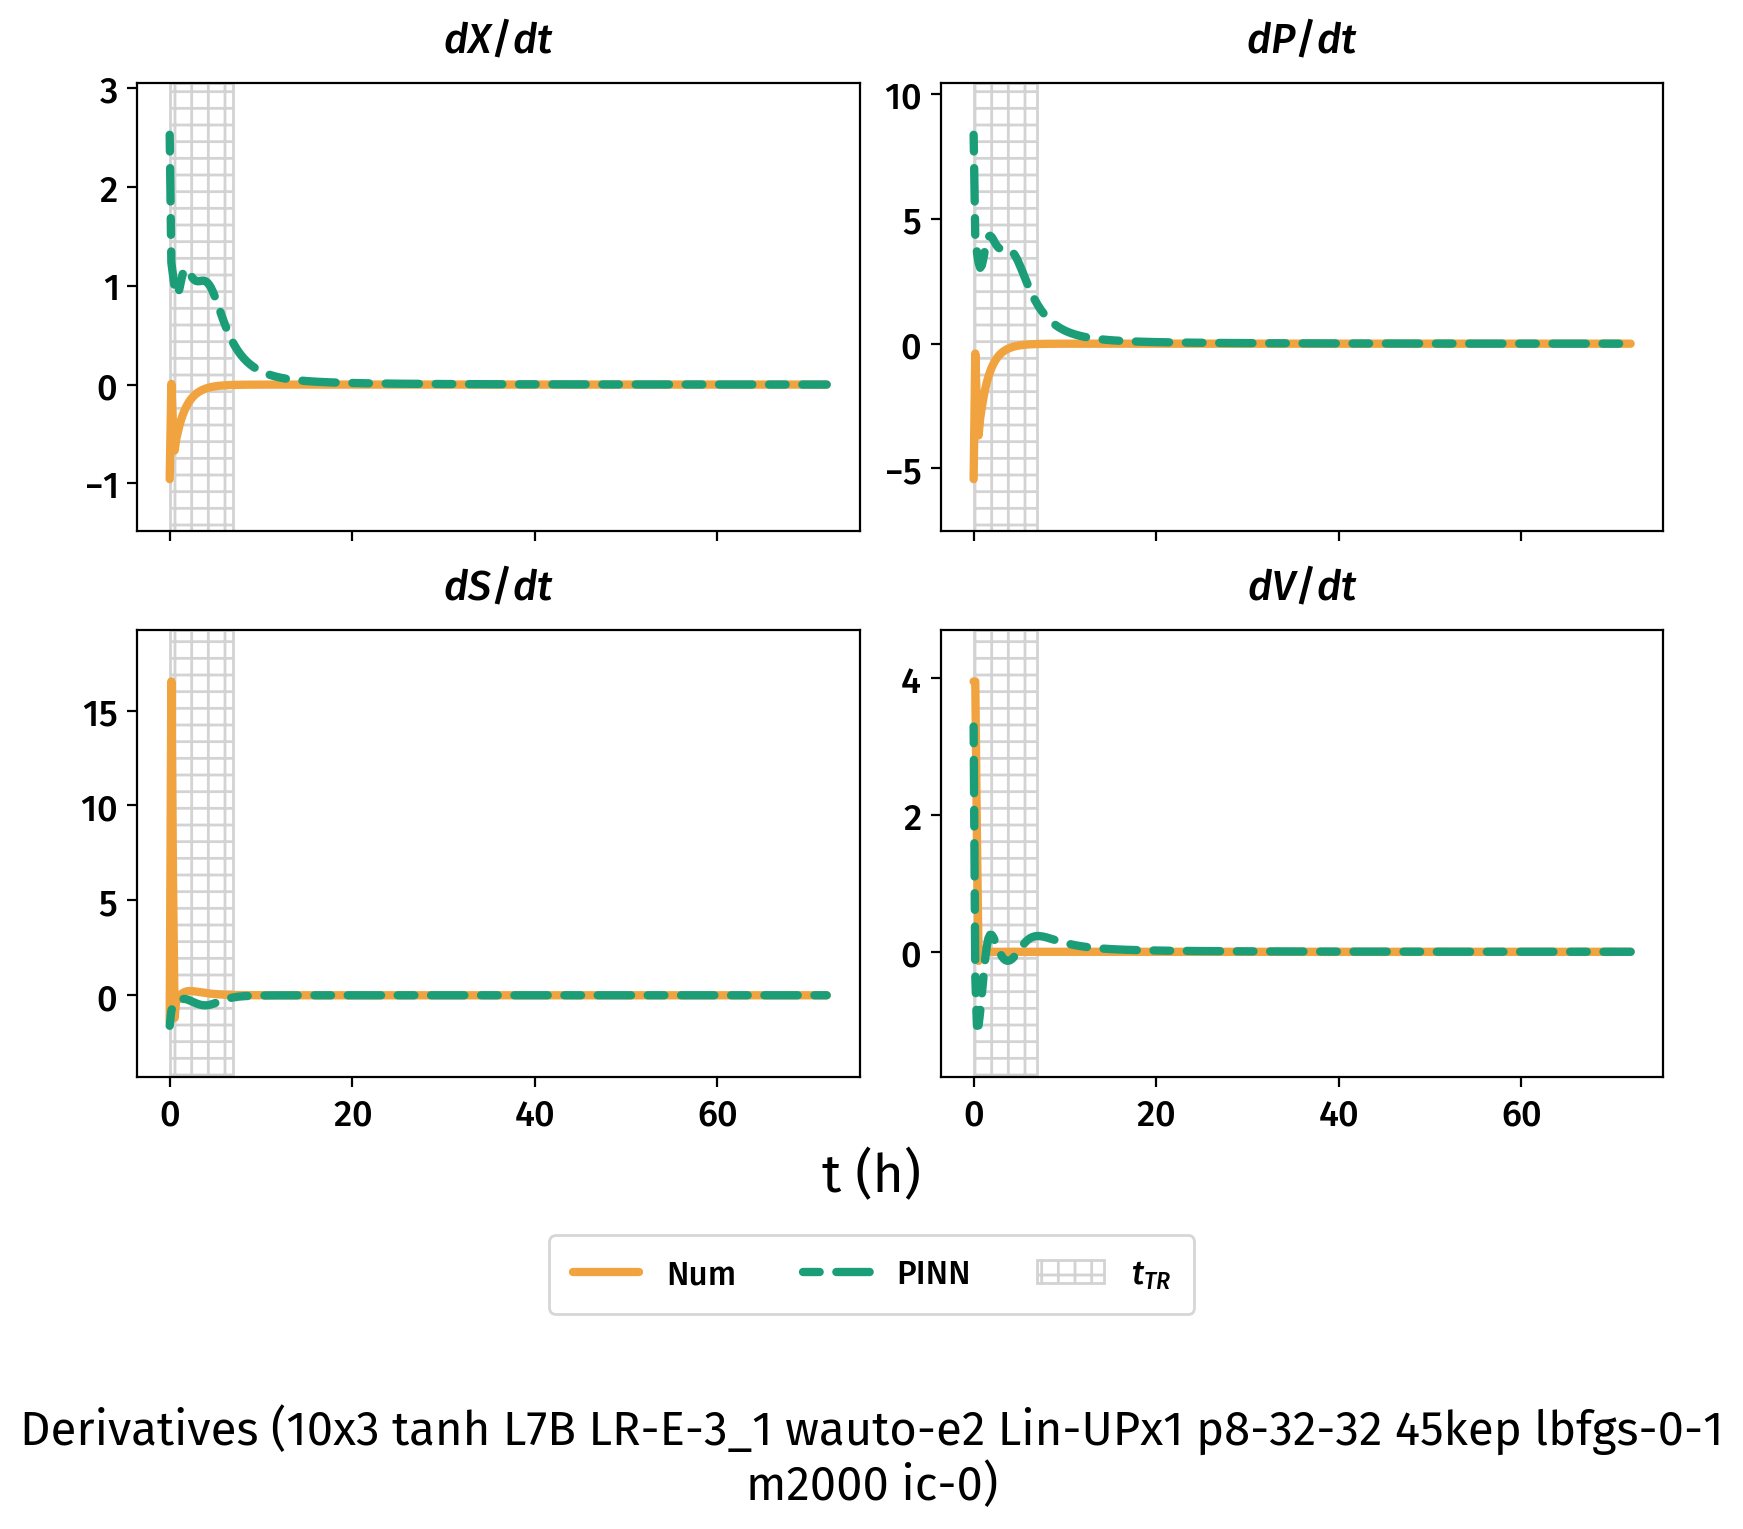 dX/dt
dP/dt
3
2
1
0
−1
10
5
0
−5
dS/dt
dV/dt
15
10
5
0
0
20
40
60
4
2
0
0
20
40
60
t (h)
Num
PINN
tTR
Derivatives (10x3 tanh L7B LR-E-3_1 wauto-e2 Lin-UPx1 p8-32-32 45kep lbfgs-0-1
m2000 ic-0)